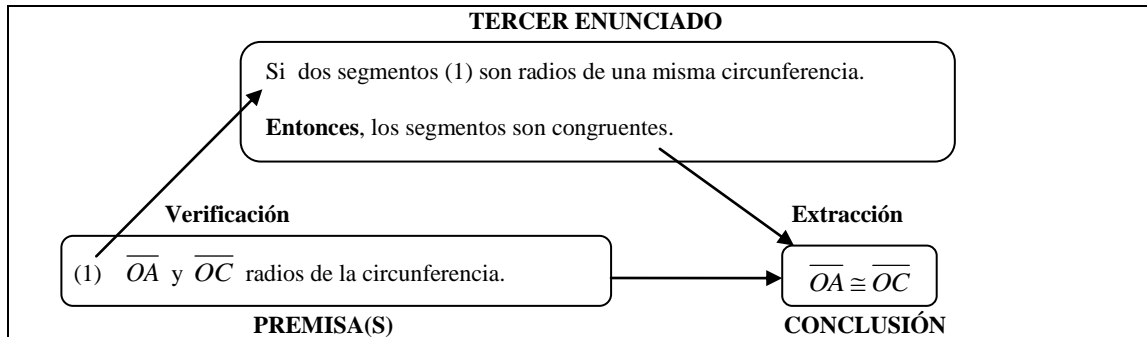 TERCER ENUNCIADO
Si dos segmentos (1) son radios de una misma circunferencia.
Entonces, los segmentos son congruentes.
Verificación
Extracción
(1) OA y OC radios de la circunferencia.
OA ≅ OC
PREMISA(S)
CONCLUSIÓN